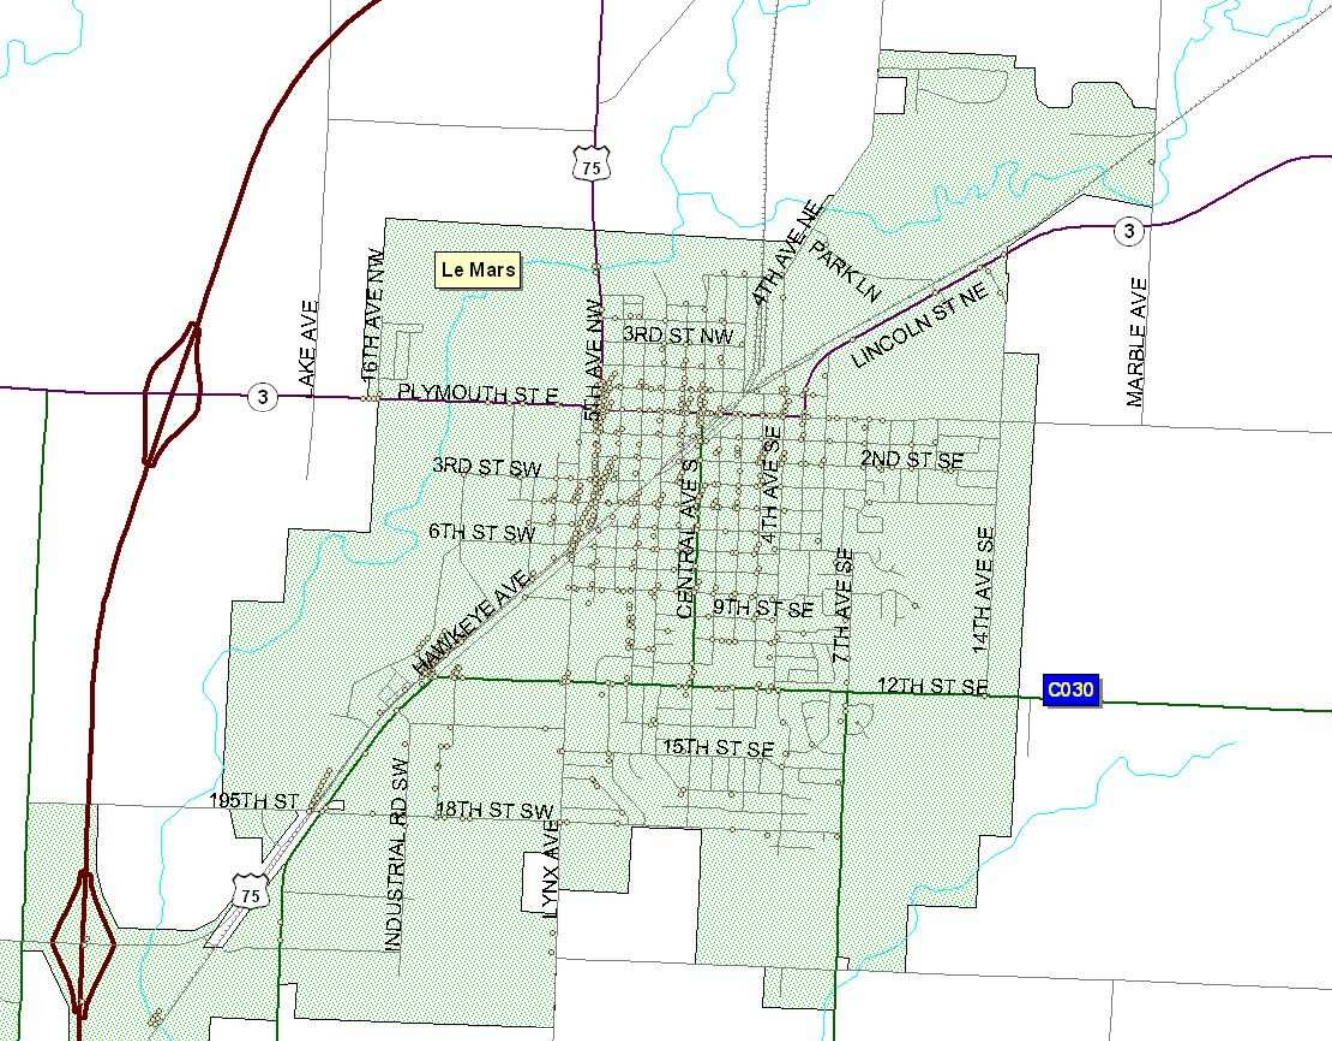 75
4TH AVE NE
PARK LN
3
Le Mars
16TH AVE NW
LAKE AVE
5TH AVE NW
3RD ST NW
LINCOLN ST NE
MARBLE AVE
3
PLYMOUTH ST E
3RD ST SW
CENTRAL AVE S
4TH AVE SE
2ND ST SE
6TH ST SW
HAWKEYE AVE
9TH ST SE
7TH AVE SE
14TH AVE SE
12TH ST SE
C030
15TH ST SE
195TH ST
INDUSTRIAL RD SW
18TH ST SW
LYNX AVE
75